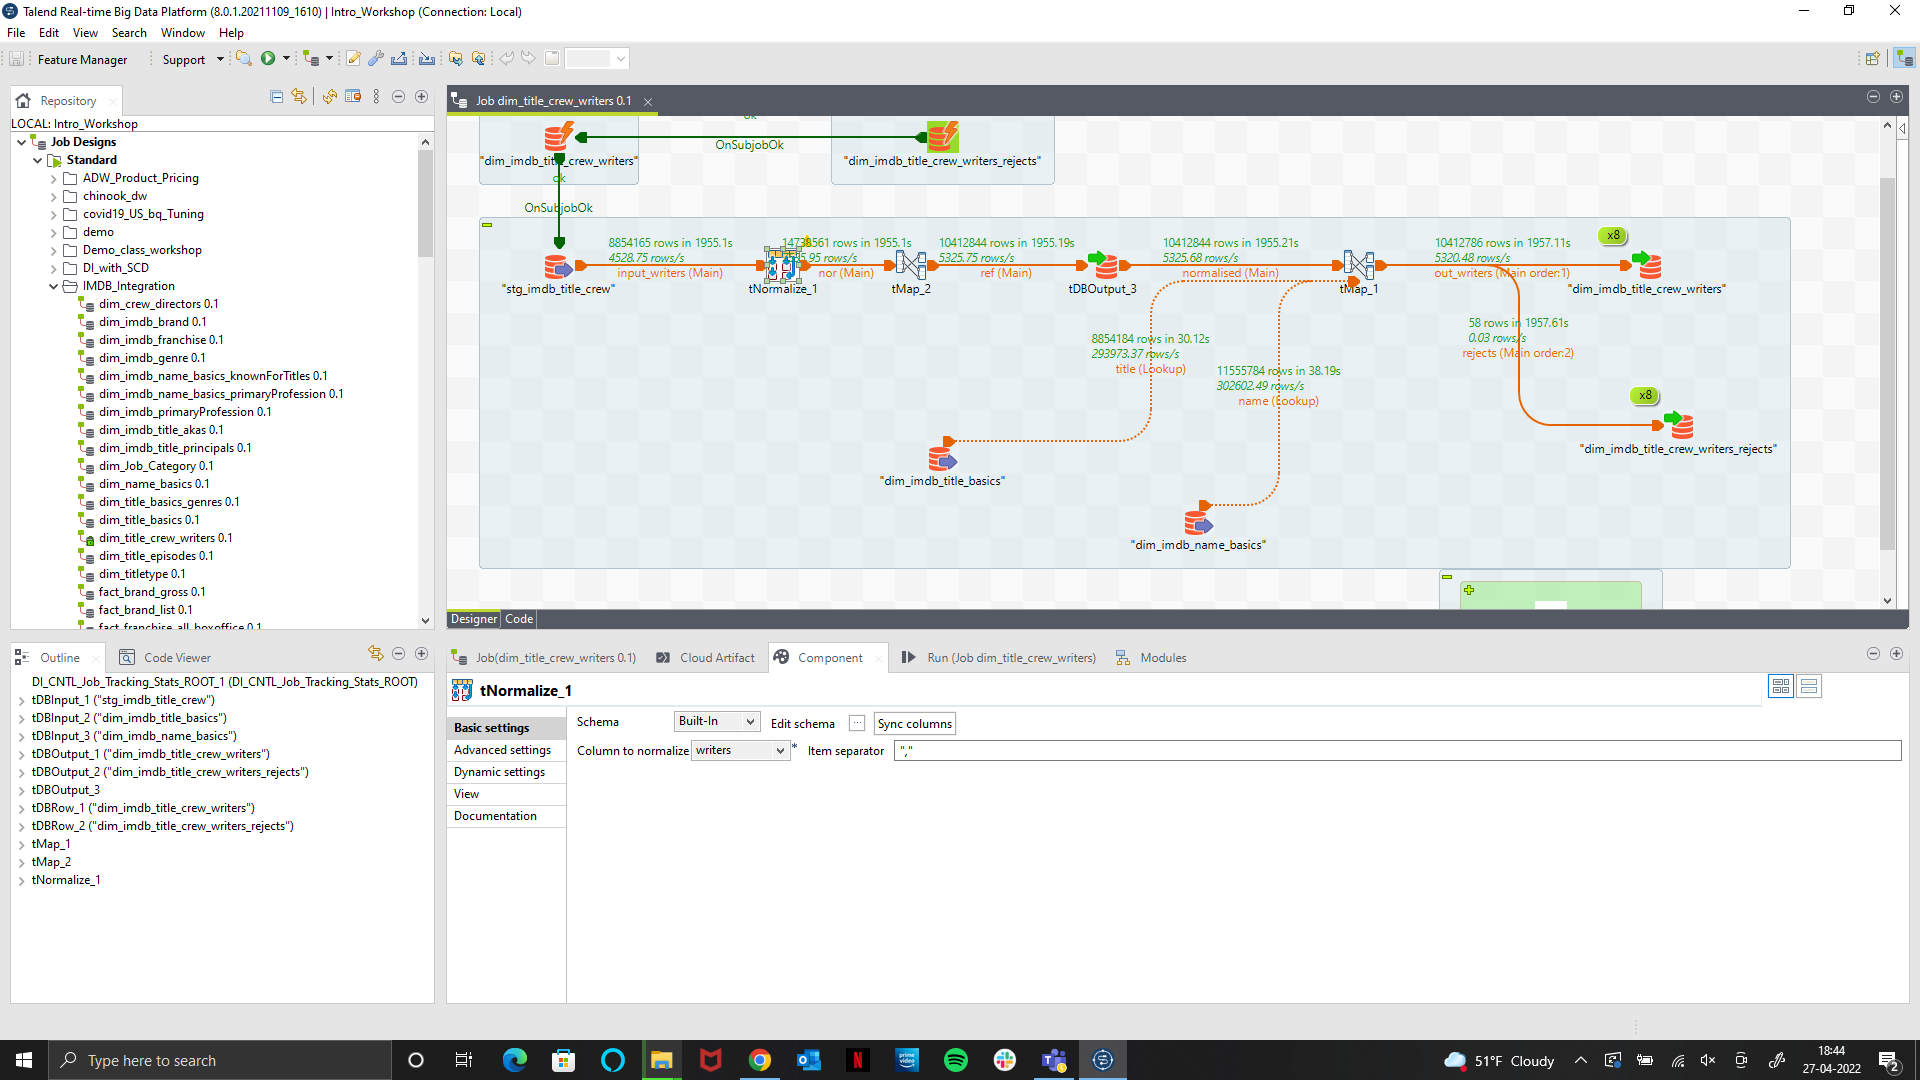 Talend Real-time Big Data Platform (8.0.1.20211109_1610) | Intro_Workshop (Connection: Local)
File Edit View Search Window Help
Feature Manager Support
Repository
LOCAL: Intro_Workshop
Job Designs
Standard
ADW_Product_Pricing
chinook_dw
covid19_US_bq_Tuning
demo
Demo_class_workshop
DI_with_SCD
IMDB_Integration
dim_crew_directors 0.1
dim_imdb_brand 0.1
dim_imdb_franchise 0.1
dim_imdb_genre 0.1
dim_imdb_name_basics_knownForTitles 0.1
dim_imdb_name_basics_primaryProfession 0.1
dim_imdb_primaryProfession 0.1
dim_imdb_title_akas 0.1
dim_imdb_title_principals 0.1
dim_Job_Category 0.1
dim_name_basics 0.1
dim_title_basics_genres 0.1
dim_title_basics 0.1
dim_title_crew_writers 0.1
dim_title_episodes 0.1
dim_titletype 0.1
fact_brand_gross 0.1
fact_brand_list 0.1
fact_franchise_all_boxoffice 0.1
Job dim_title_crew_writers 0.1
ok
OnSubjobOk
"dim_imdb_title_crew_writers" "dim_imdb_title_crew_writers_rejects"
ok
OnSubjobOk
8854165 rows in 1955.1s 14738561 rows in 1955.1s 10412844 rows in 1955.19s 10412844 rows in 1955.21s 10412786 rows in 1957.11s x8
4528.75 rows/s 5.95 rows/s 5325.75 rows/s 5325.68 rows/s 5320.48 rows/s
input_writers (Main) nor (Main) ref (Main) normalised (Main) out_writers (Main order:1)
"stg_imdb_title_crew" tNormalize_1 tMap_2 tDBOutput_3 tMap_1 "dim_imdb_title_crew_writers"
8854184 rows in 30.12s
293973.37 rows/s
title (Lookup)
11555784 rows in 38.19s
302602.49 rows/s
name (Lookup)
58 rows in 1957.61s
0.03 rows/s
rejects (Main order:2)
x8
"dim_imdb_title_crew_writers_rejects"
"dim_imdb_title_basics"
"dim_imdb_name_basics"
Designer Code
Outline Code Viewer
DI_CNTL_Job_Tracking_Stats_ROOT_1 (DI_CNTL_Job_Tracking_Stats_ROOT)
tDBInput_1 ("stg_imdb_title_crew")
tDBInput_2 ("dim_imdb_title_basics")
tDBInput_3 ("dim_imdb_name_basics")
tDBOutput_1 ("dim_imdb_title_crew_writers")
tDBOutput_2 ("dim_imdb_title_crew_writers_rejects")
tDBOutput_3
tDBRow_1 ("dim_imdb_title_crew_writers")
tDBRow_2 ("dim_imdb_title_crew_writers_rejects")
tMap_1
tMap_2
tNormalize_1
Job(dim_title_crew_writers 0.1) Cloud Artifact Component Run (Job dim_title_crew_writers) Modules
tNormalize_1
Basic settings
Advanced settings
Dynamic settings
View
Documentation
Schema Built-In Edit schema ... Sync columns
Column to normalize writers * Item separator ","
Type here to search
prime video
51°F Cloudy
18:44
27-04-2022
2